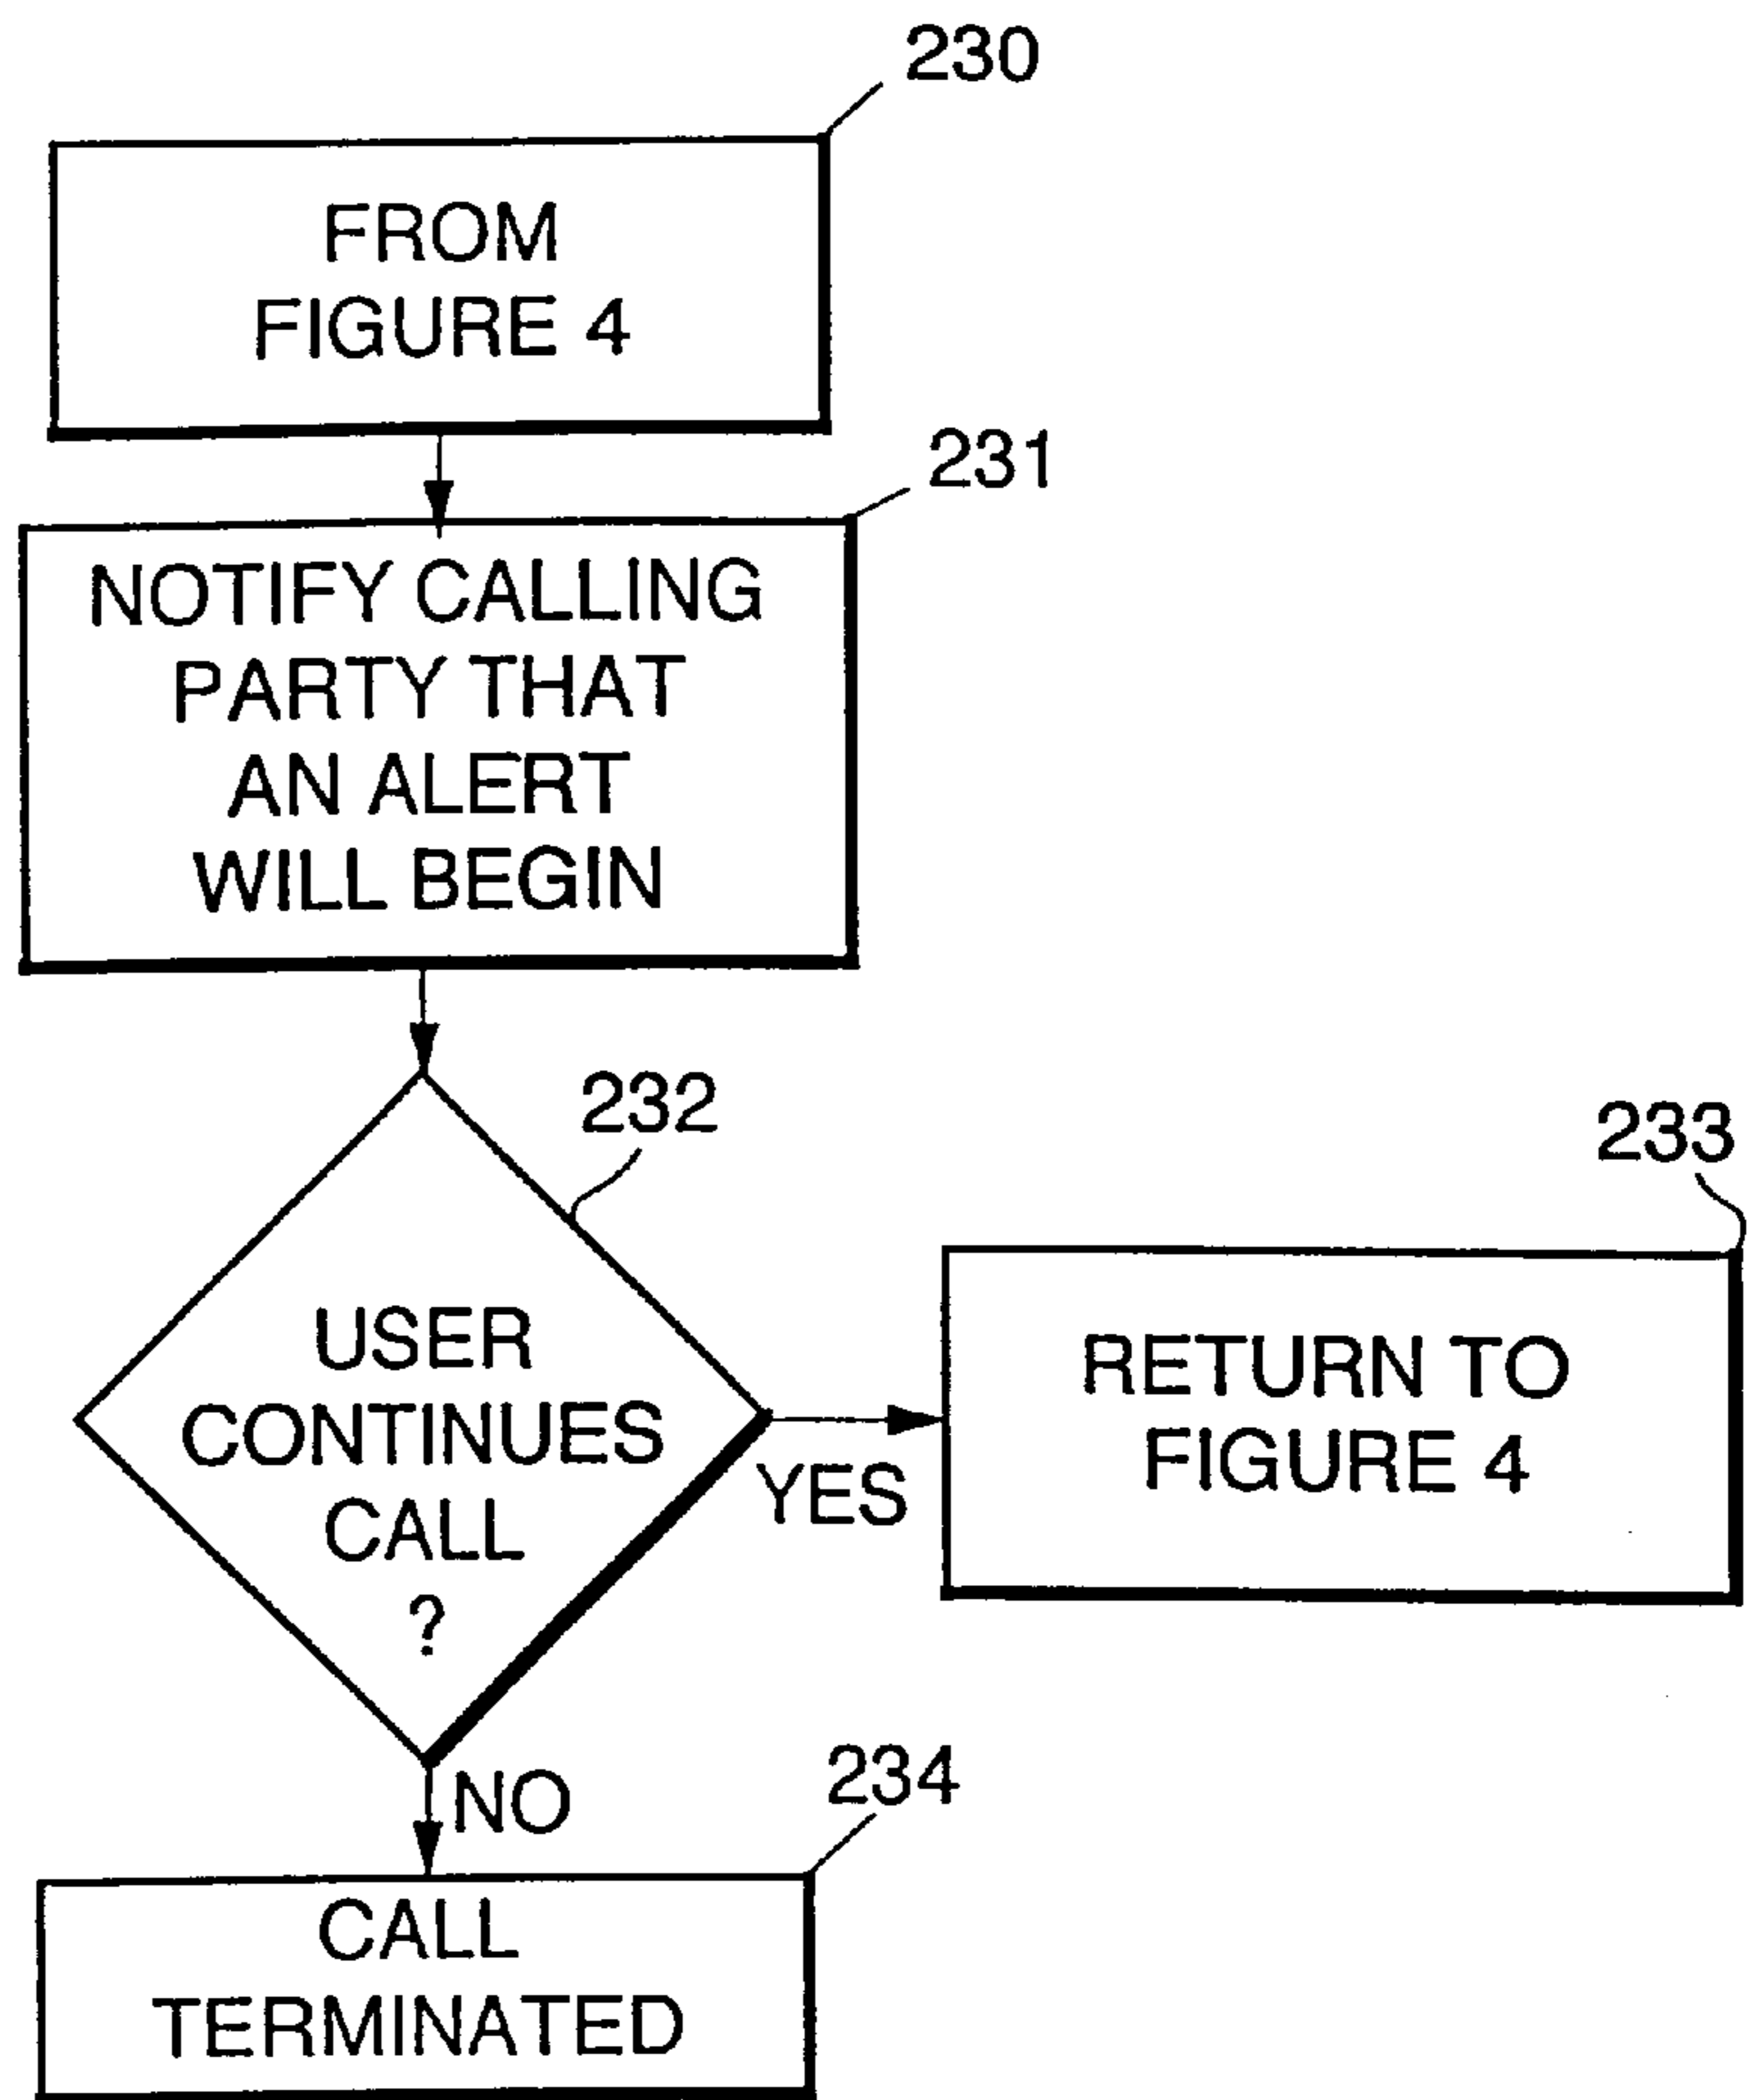 230
FROM
FIGURE 4
231
NOTIFY CALLING
PARTY THAT
AN ALERT
WILL BEGIN
232
233
USER
CONTINUES
CALL
?
YES
RETURN TO
FIGURE 4
NO
234
CALL
TERMINATED